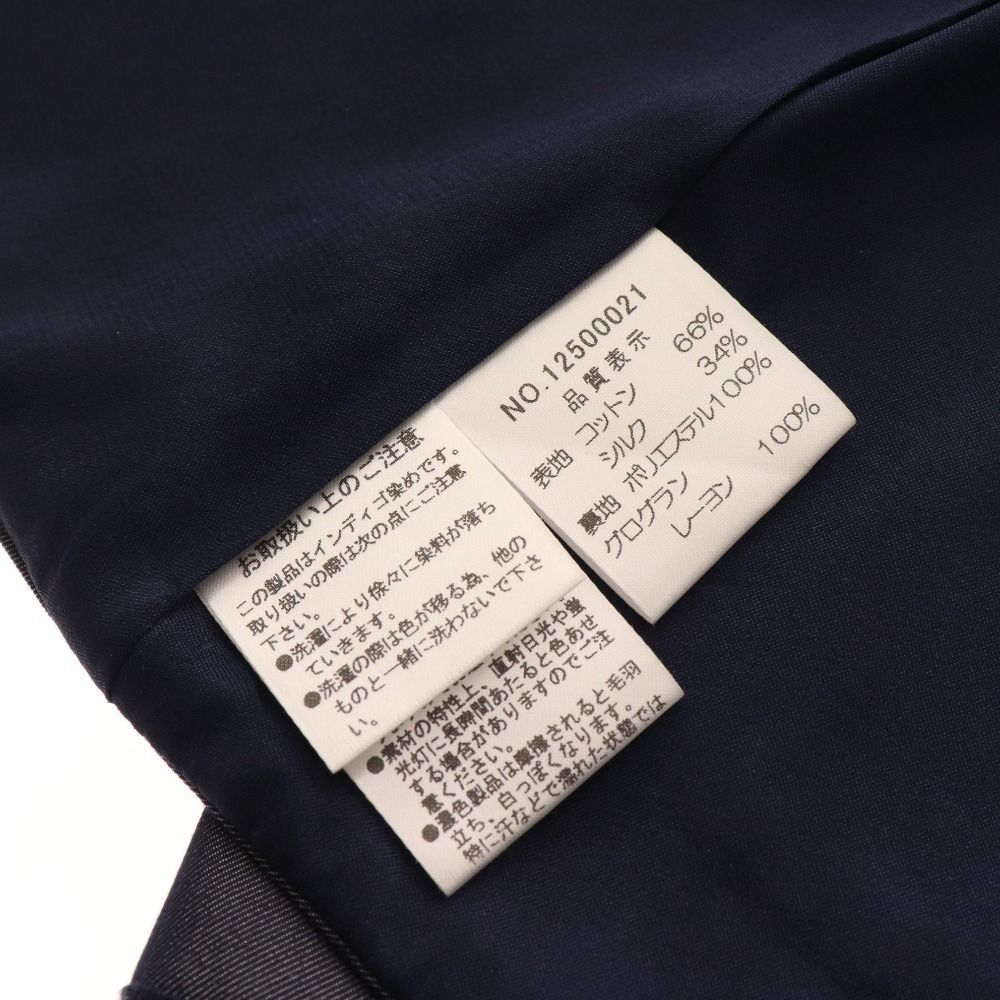 NO.12500021
品質表示
表地 コットン 66%
シルク 34%
裏地 ポリエステル100%
グログラン
レーヨン 100%
お取扱い上のご注意
この製品はインディゴ染めです。
取り扱いの際は次の点にご注意
下さい。
●洗濯により徐々に染料が落ち
ていきます。
●洗濯の際は色が移る為、他の
ものと一緒に洗わないで下さ
い。
●素材の特性上、直射日光や蛍
光灯に長時間あたると色あせ
する場合がありますのでご注
意ください。
●濃色製品は摩擦されると毛羽
立ち、白っぽくなります。
特に汗などで濡れた状態では